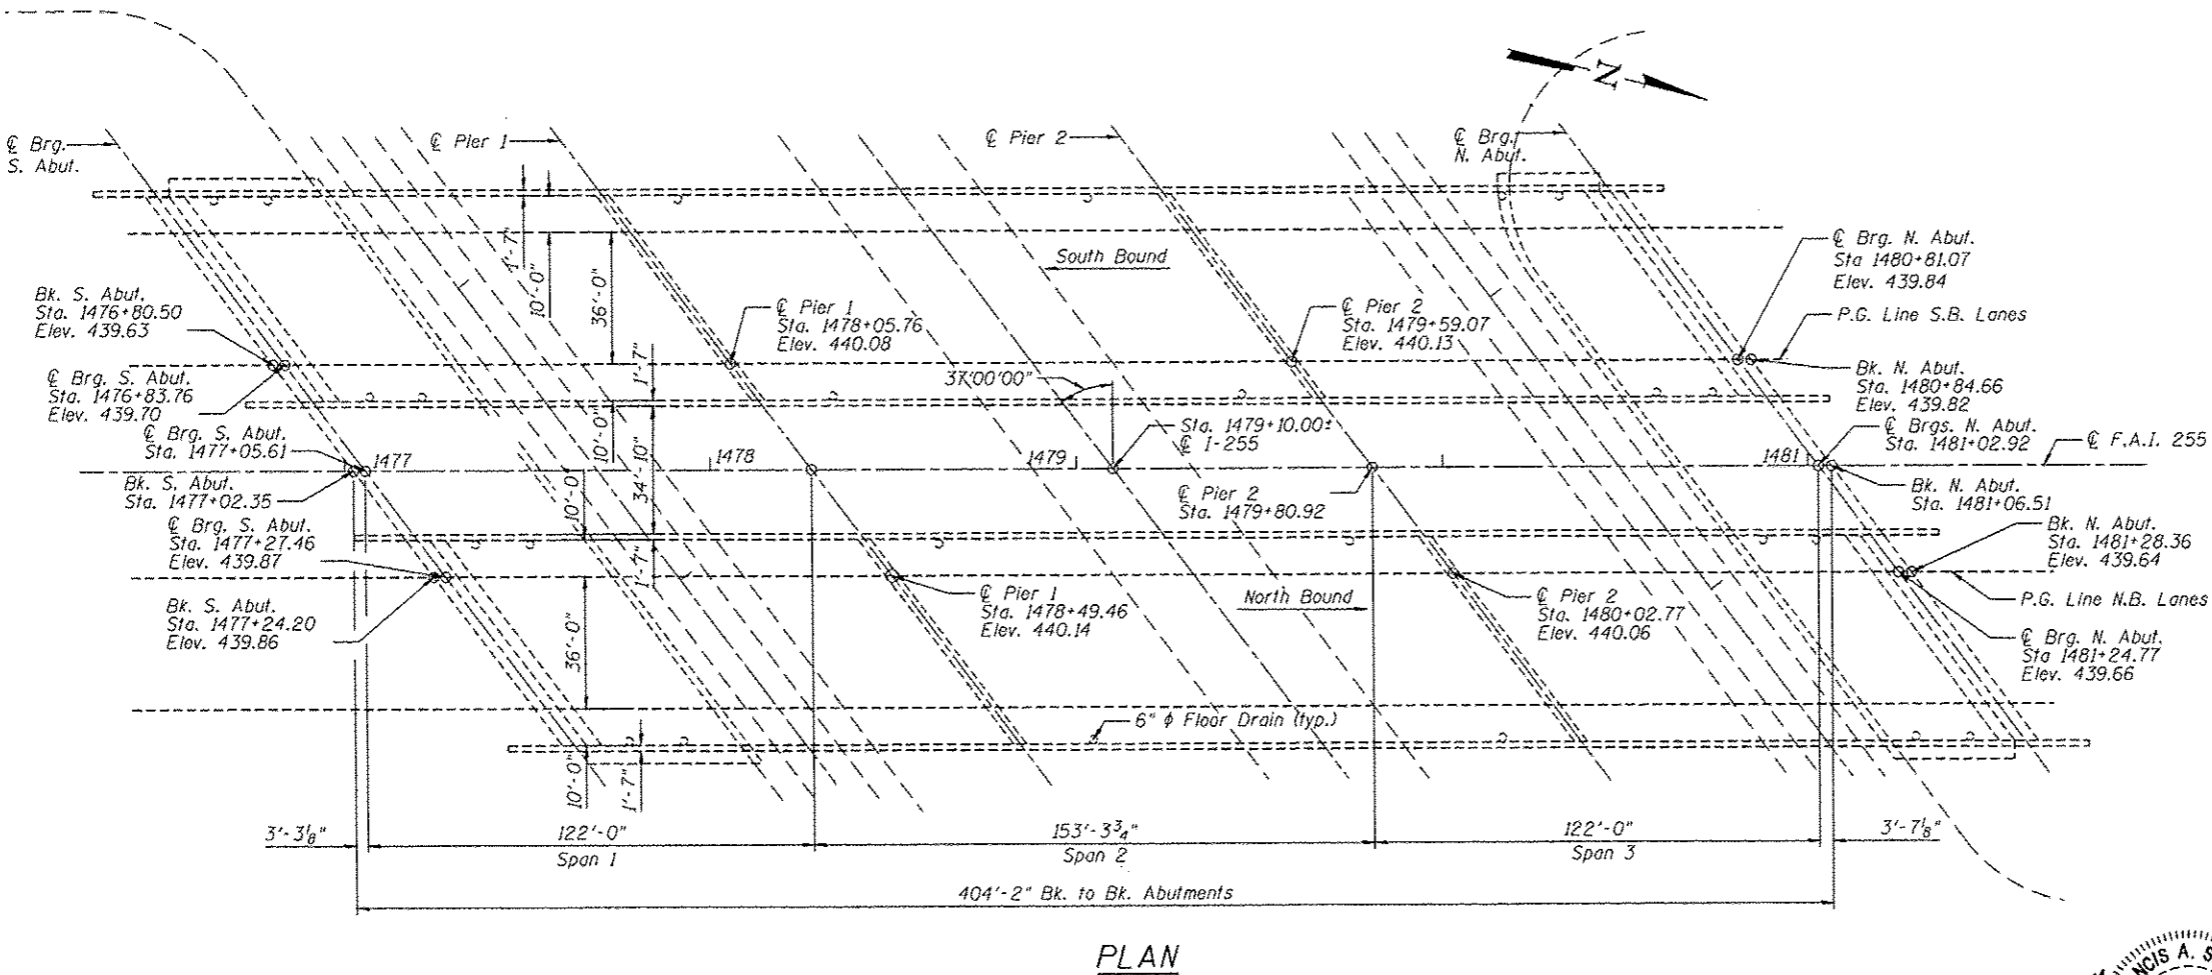 N
℄ Brg.
S. Abut.
℄ Pier 1
℄ Pier 2
℄ Brg.
N. Abut.
1'-7"
10'-0"
36'-0"
South Bound
℄ Brg. N. Abut.
Sta 1480+81.07
Elev. 439.84
P.G. Line S.B. Lanes
Bk. S. Abut.
Sta. 1476+80.50
Elev. 439.63
℄ Pier 1
Sta. 1478+05.76
Elev. 440.08
℄ Pier 2
Sta. 1479+59.07
Elev. 440.13
℄ Brg. S. Abut.
Sta. 1476+83.76
Elev. 439.70
1'-7"
Bk. N. Abut.
Sta. 1480+84.66
Elev. 439.82
℄ Brg. S. Abut.
Sta. 1477+05.61
10'-0"
34'-10"
Sta. 1479+10.00±
℄ I-255
℄ Brgs. N. Abut.
Sta. 1481+02.92
℄ F.A.I. 255
1477
1478
1479
1481
Bk. S. Abut.
Sta. 1477+02.35
10'-0"
℄ Pier 2
Sta. 1479+80.92
Bk. N. Abut.
Sta. 1481+06.51
℄ Brg. S. Abut.
Sta. 1477+27.46
Elev. 439.87
1'-7"
Bk. N. Abut.
Sta. 1481+28.36
Elev. 439.64
Bk. S. Abut.
Sta. 1477+24.20
Elev. 439.86
36'-0"
℄ Pier 1
Sta. 1478+49.46
Elev. 440.14
North Bound
℄ Pier 2
Sta. 1480+02.77
Elev. 440.06
P.G. Line N.B. Lanes
℄ Brg. N. Abut.
Sta 1481+24.77
Elev. 439.66
6" ϕ Floor Drain (typ.)
10'-0"
1'-7"
3'-3⅛"
122'-0"
Span 1
153'-3¾"
Span 2
122'-0"
Span 3
3'-7⅛"
404'-2" Bk. to Bk. Abutments
PLAN
NCIS A. S